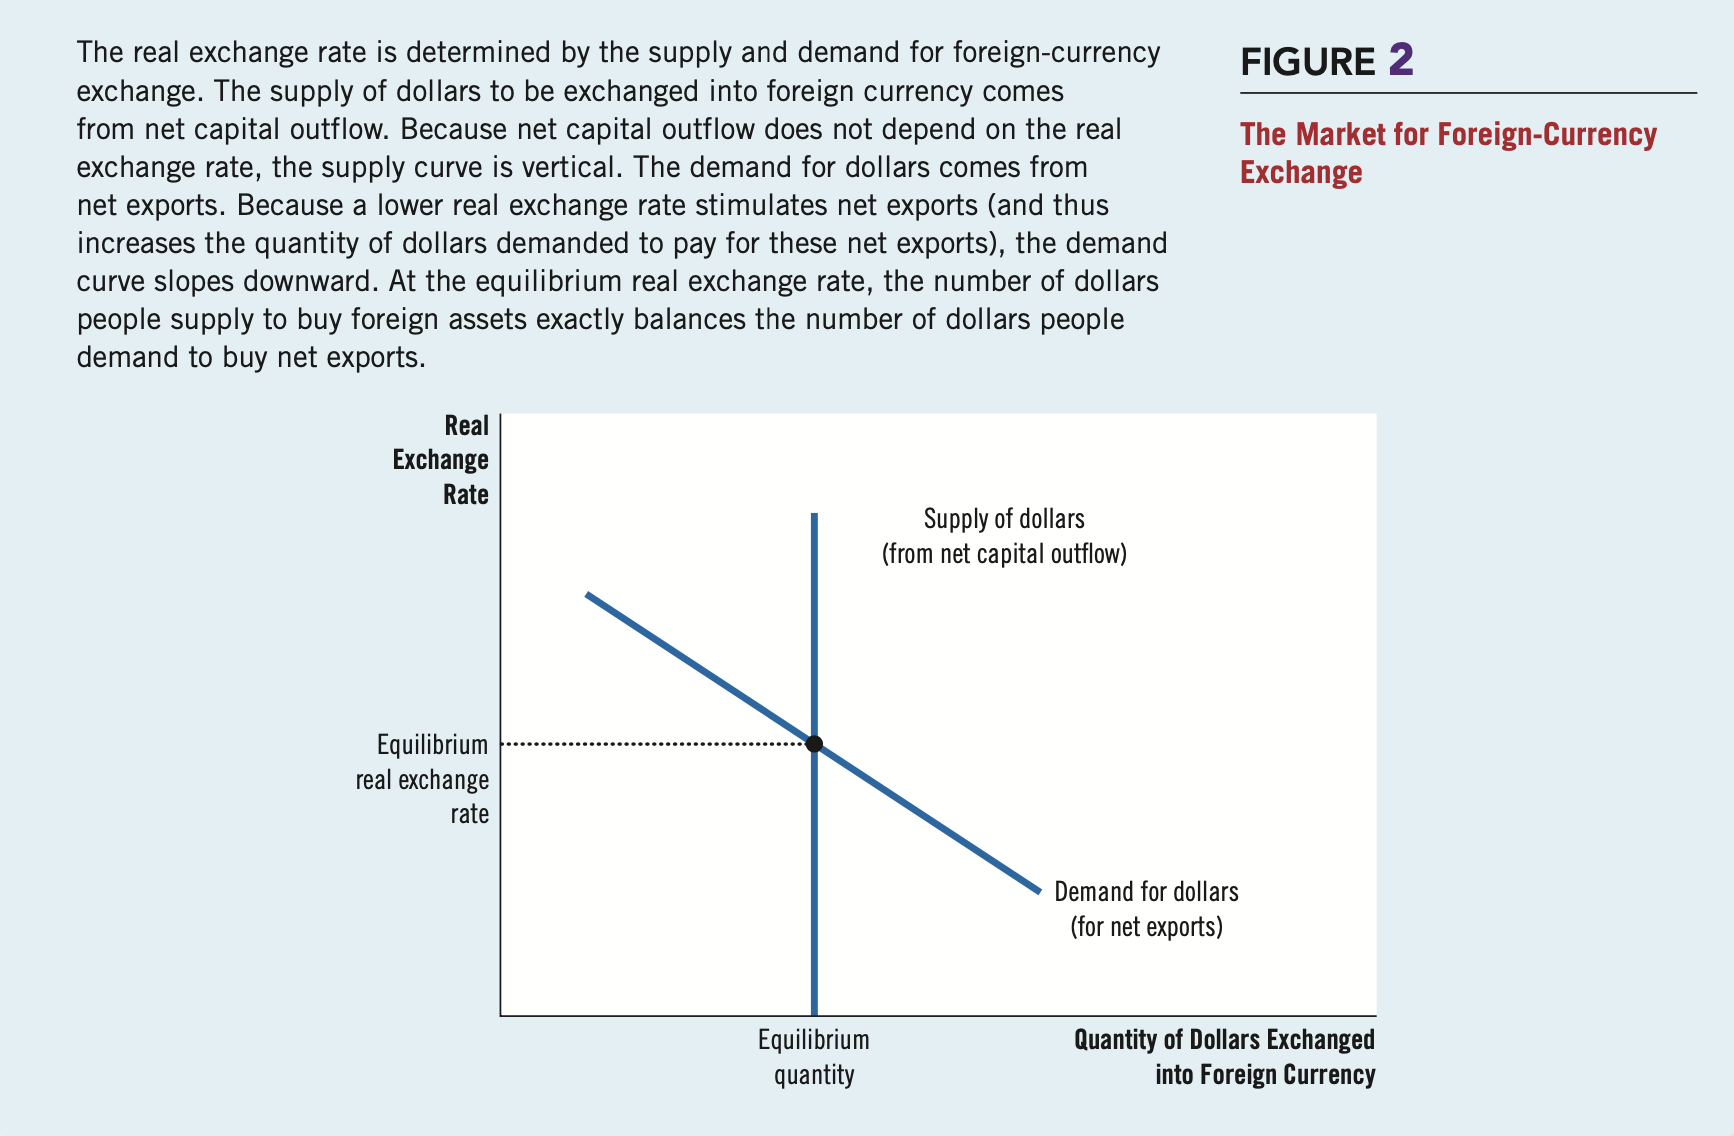 The real exchange rate is determined by the supply and demand for foreign-currency
exchange. The supply of dollars to be exchanged into foreign currency comes
from net capital outflow. Because net capital outflow does not depend on the real
exchange rate, the supply curve is vertical. The demand for dollars comes from
net exports. Because a lower real exchange rate stimulates net exports (and thus
increases the quantity of dollars demanded to pay for these net exports), the demand
curve slopes downward. At the equilibrium real exchange rate, the number of dollars
people supply to buy foreign assets exactly balances the number of dollars people
demand to buy net exports.
FIGURE 2
The Market for Foreign-Currency
Exchange
Real
Exchange
Rate
Supply of dollars
(from net capital outflow)
Equilibrium
real exchange
rate
Demand for dollars
(for net exports)
Equilibrium
quantity
Quantity of Dollars Exchanged
into Foreign Currency